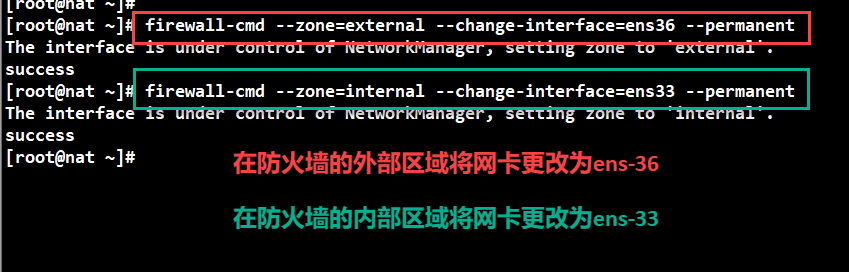 [root@nat ~]#
[root@nat ~]# firewall-cmd --zone=external --change-interface=ens36 --permanent
The interface is under control of NetworkManager, setting zone to 'external'.
success
[root@nat ~]# firewall-cmd --zone=internal --change-interface=ens33 --permanent
The interface is under control of NetworkManager, setting zone to 'internal'.
success
[root@nat ~]#
在防火墙的外部区域将网卡更改为ens-36
在防火墙的内部区域将网卡更改为ens-33